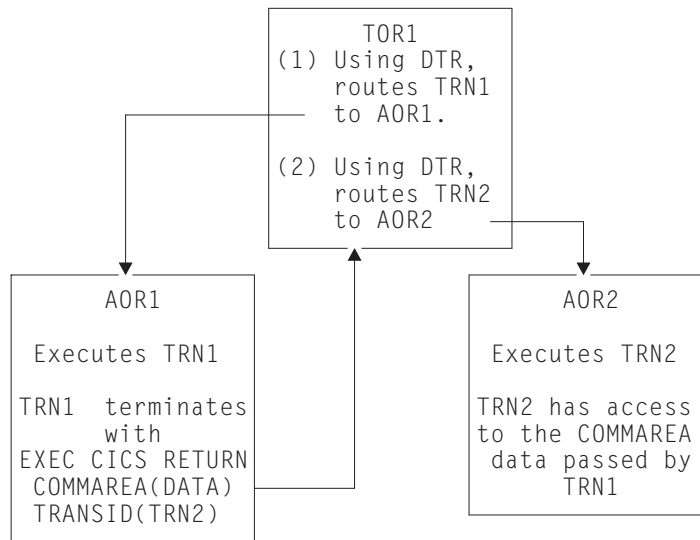 TOR1
(1) Using DTR,
routes TRN1
to AOR1.
(2) Using DTR,
routes TRN2
to AOR2
AOR1
Executes TRN1
TRN1 terminates
with
EXEC CICS RETURN
COMMAREA(DATA)
TRANSID(TRN2)
AOR2
Executes TRN2
TRN2 has access
to the COMMAREA
data passed by
TRN1